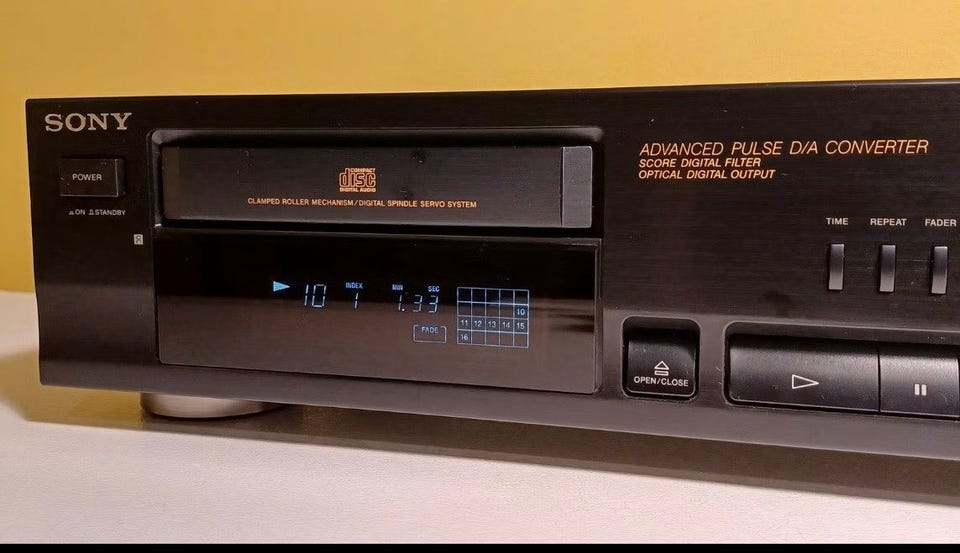 SONY
POWER
ON STANDBY
R
COMPACT
disc
DIGITAL AUDIO
CLAMPED ROLLER MECHANISM/DIGITAL SPINDLE SERVO SYSTEM
INDEX MIN SEC
10 1 1.33
FADE
10
11 12 13 14 15
16
ADVANCED PULSE D/A CONVERTER
SCORE DIGITAL FILTER
OPTICAL DIGITAL OUTPUT
TIME REPEAT FADER
OPEN/CLOSE